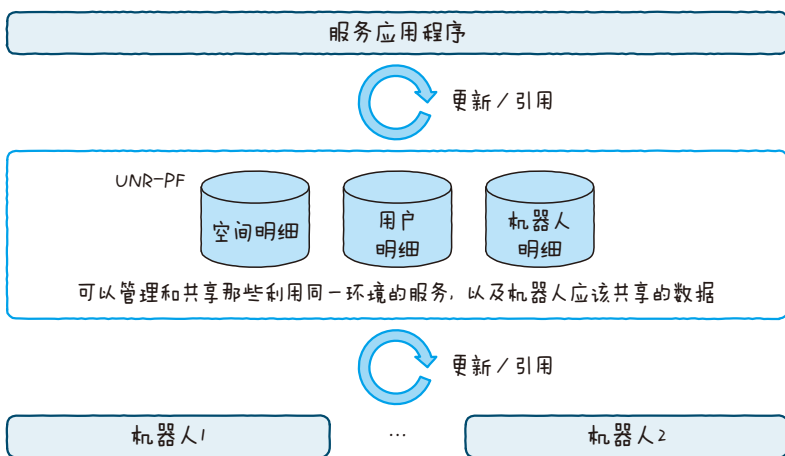 服务应用程序
更新／引用
UNR-PF
空间明细
用户
明细
机器人
明细
可以管理和共享那些利用同一环境的服务，以及机器人应该共享的数据
更新／引用
机器人1
…
机器人2